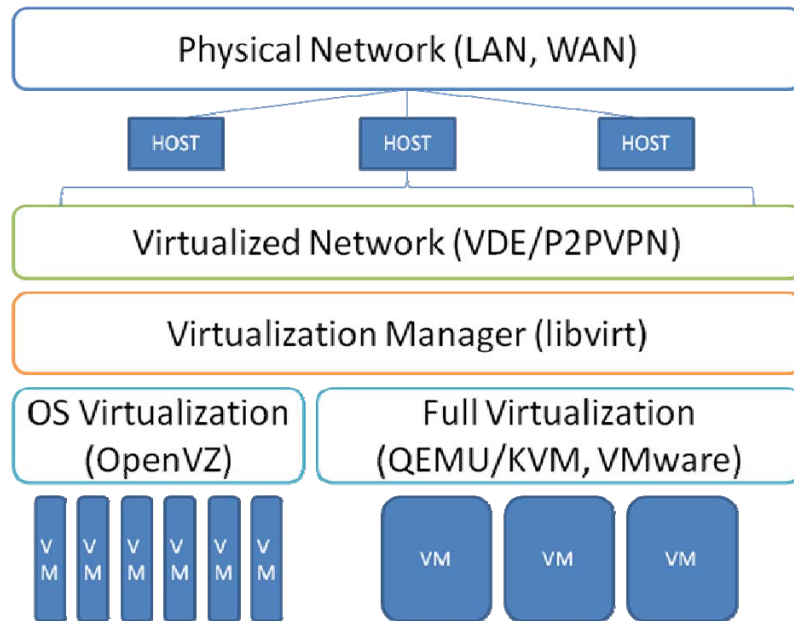 Physical Network (LAN, WAN)
HOST HOST HOST
Virtualized Network (VDE/P2PVPN)
Virtualization Manager (libvirt)
OS Virtualization
(OpenVZ)
Full Virtualization
(QEMU/KVM, VMware)
V V V V V V
M M M M M M
VM VM VM